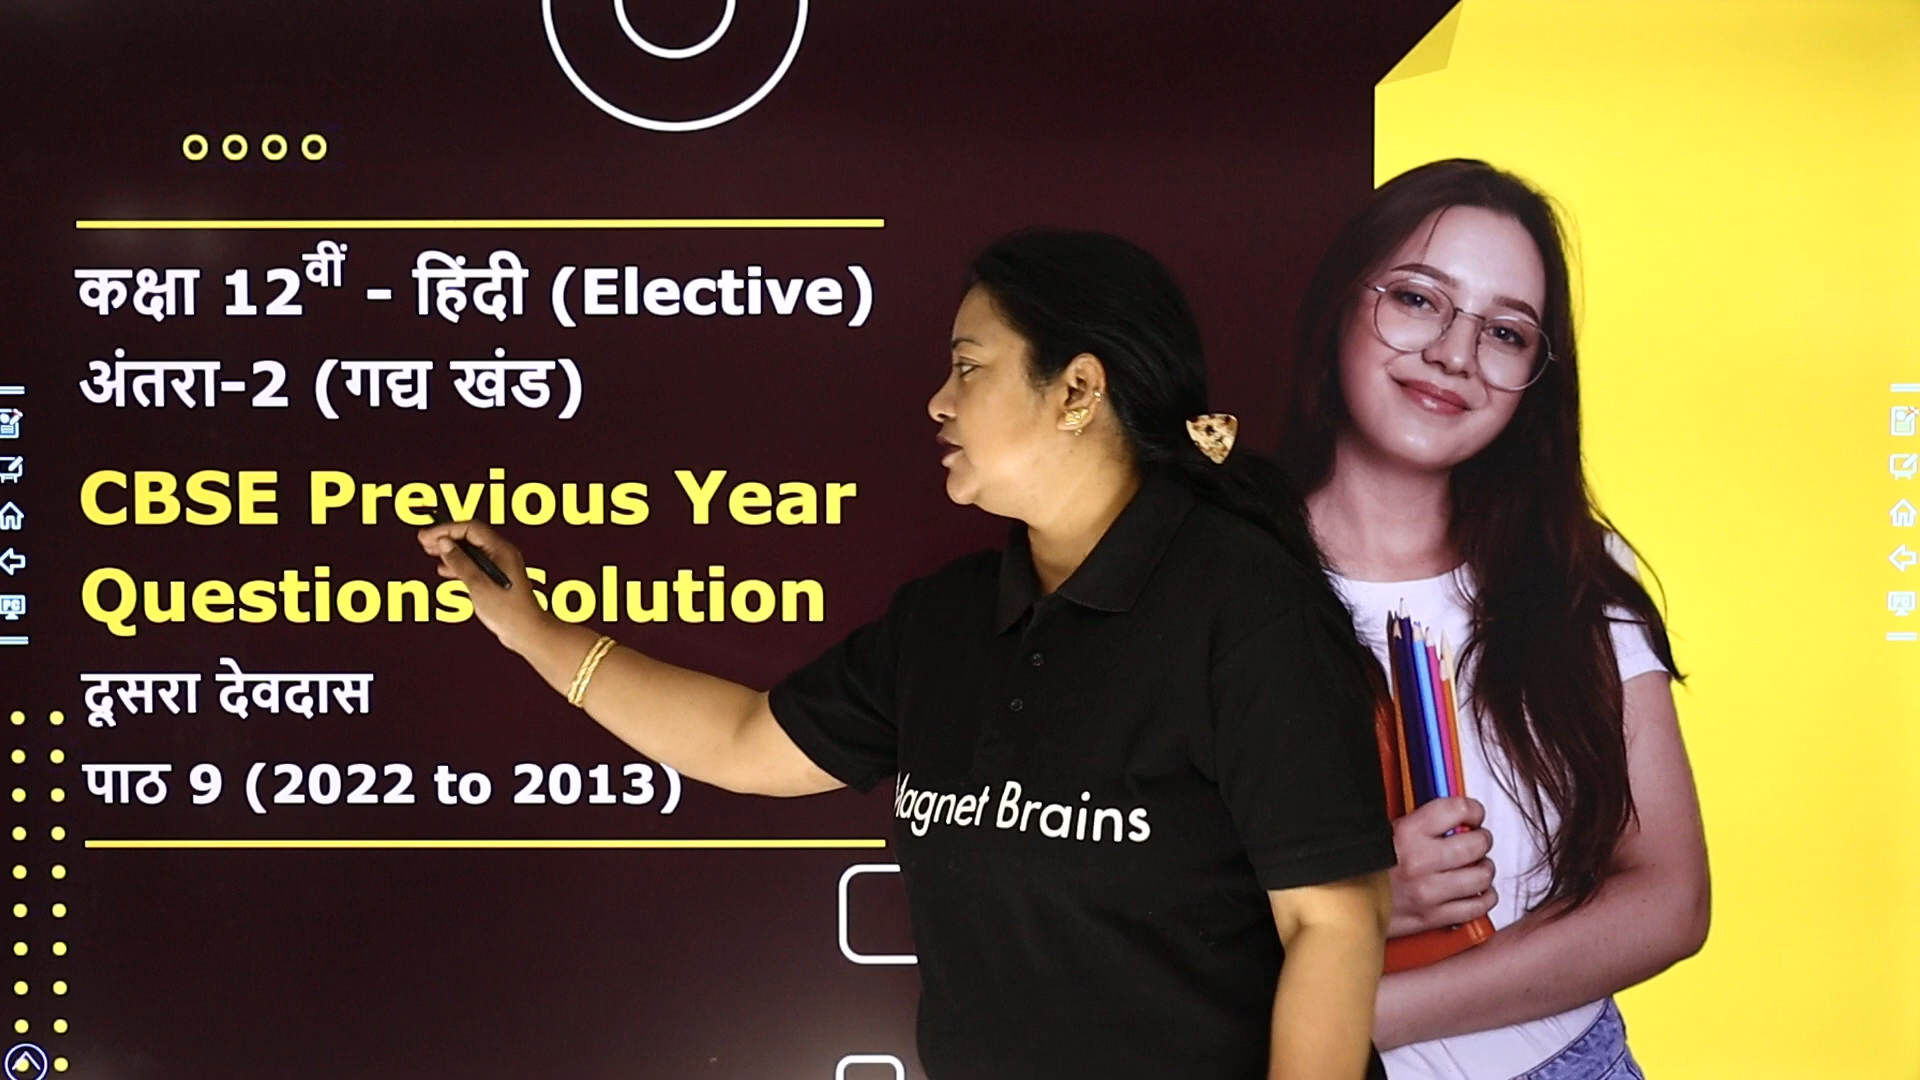 कक्षा 12वीं - हिंदी (Elective)
अंतरा-2 (गद्य खंड)
CBSE Previous Year
Questions Solution
दूसरा देवदास
पाठ 9 (2022 to 2013)
Magnet Brains